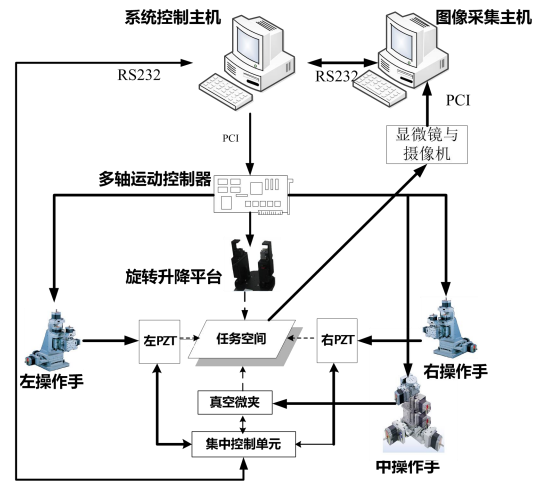 系统控制主机
图像采集主机
RS232
RS232
PCI
PCI
显微镜与
摄像机
多轴运动控制器
旋转升降平台
左PZT
任务空间
右PZT
左操作手
右操作手
真空微夹
集中控制单元
中操作手